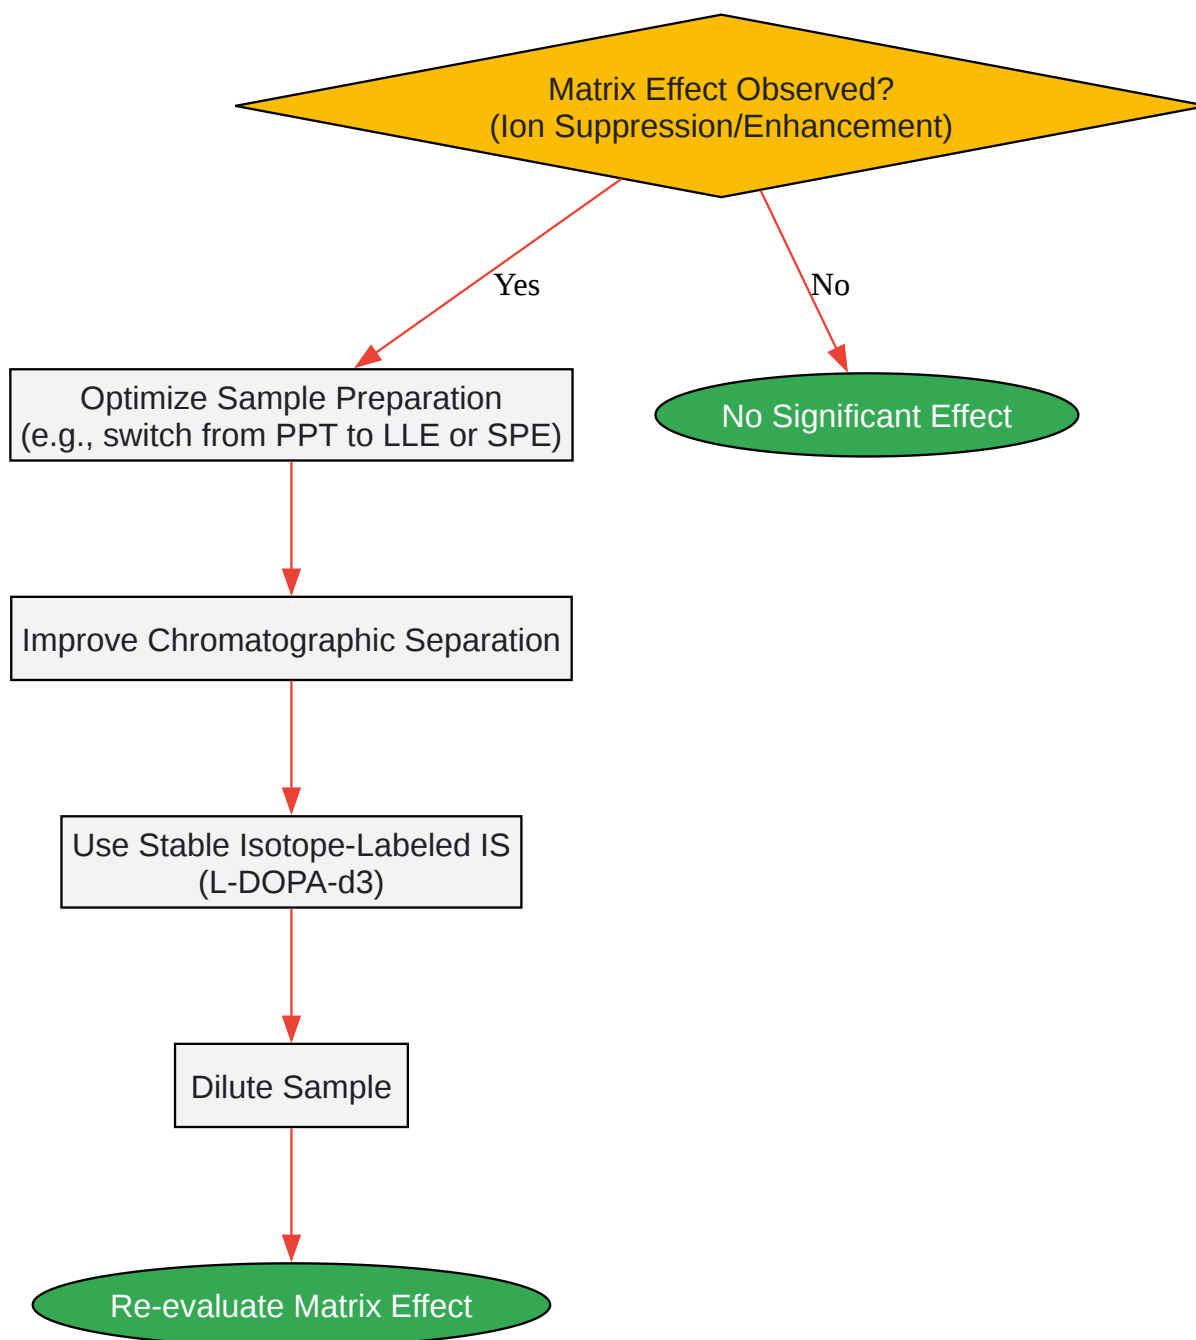 Matrix Effect Observed?
(Ion Suppression/Enhancement)
Yes
No
Optimize Sample Preparation
(e.g., switch from PPT to LLE or SPE)
No Significant Effect
Improve Chromatographic Separation
Use Stable Isotope-Labeled IS
(L-DOPA-d3)
Dilute Sample
Re-evaluate Matrix Effect